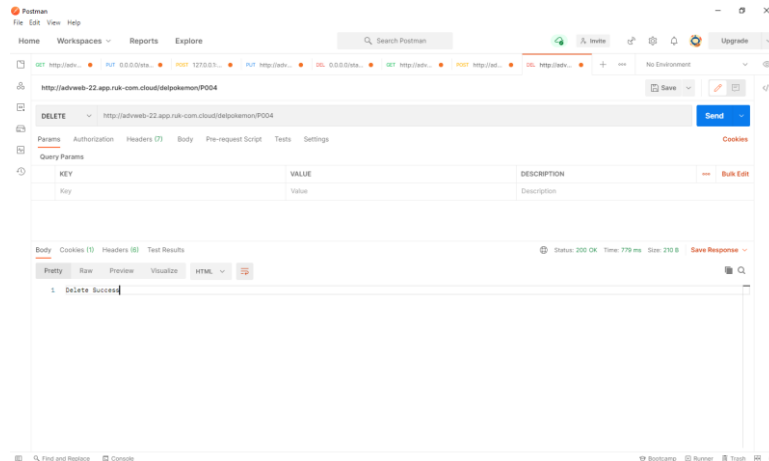 Postman
File Edit View Help
Home Workspaces Reports Explore Search Postman Invite Upgrade
GET http://adv... PUT 0.0.0.0/sta... POST 127.0.0.1:... PUT http://adv... DEL 0.0.0.0/sta... GET http://adv... POST http://adv... DEL http://adv... + ooo No Environment
http://advweb-22.app.ruk-com.cloud/delpokemon/P004 Save
DELETE http://advweb-22.app.ruk-com.cloud/delpokemon/P004 Send
Params Authorization Headers (7) Body Pre-request Script Tests Settings Cookies
Query Params
KEY VALUE DESCRIPTION ooo Bulk Edit
Key Value Description
Body Cookies (1) Headers (6) Test Results Status: 200 OK Time: 779 ms Size: 210 B Save Response
Pretty Raw Preview Visualize HTML
1 Delete Success
Find and Replace Console Bootcamp Runner Trash